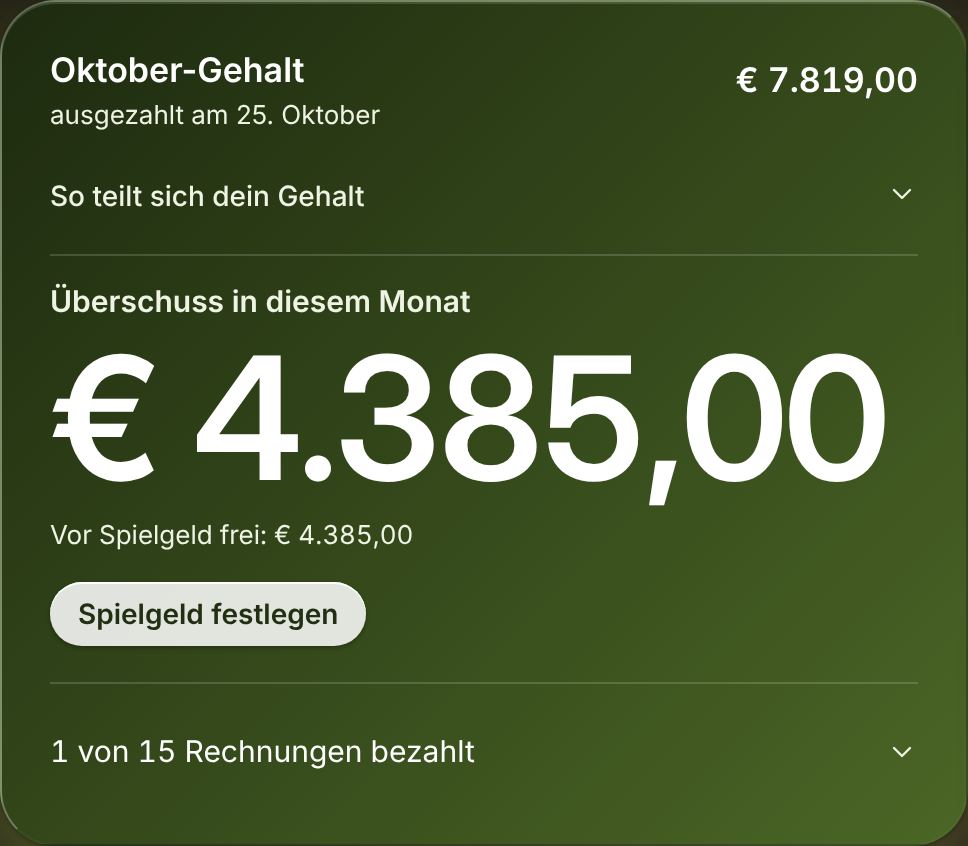 Oktober-Gehalt
€ 7.819,00
ausgezahlt am 25. Oktober
So teilt sich dein Gehalt
Überschuss in diesem Monat
€ 4.385,00
Vor Spielgeld frei: € 4.385,00
Spielgeld festlegen
1 von 15 Rechnungen bezahlt